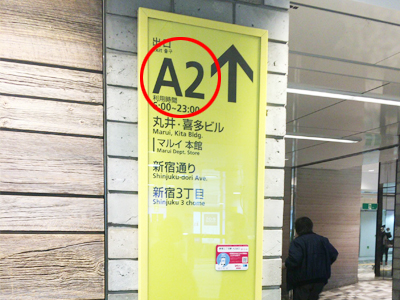 出口
A2
利用時間
5:00~23:00
丸井・喜多ビル
Marui, Kita Bldg.
マルイ 本館
Marui Dept. Store
新宿通り
Shinjuku-dori Ave.
新宿3丁目
Shinjuku 3 chome